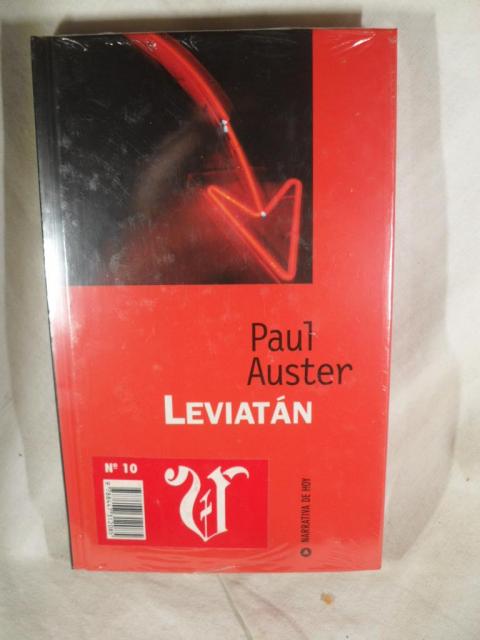 Paul
Auster
LEVIATÁN
Nº 10
NARRATIVA DE HOY